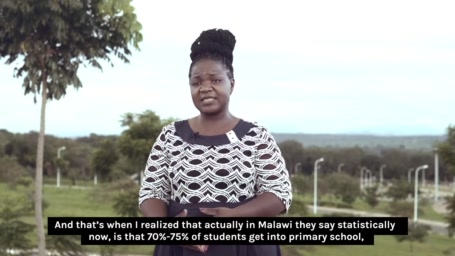 And that's when I realized that actually in Malawi they say statistically
now, is that 70%-75% of students get into primary school,